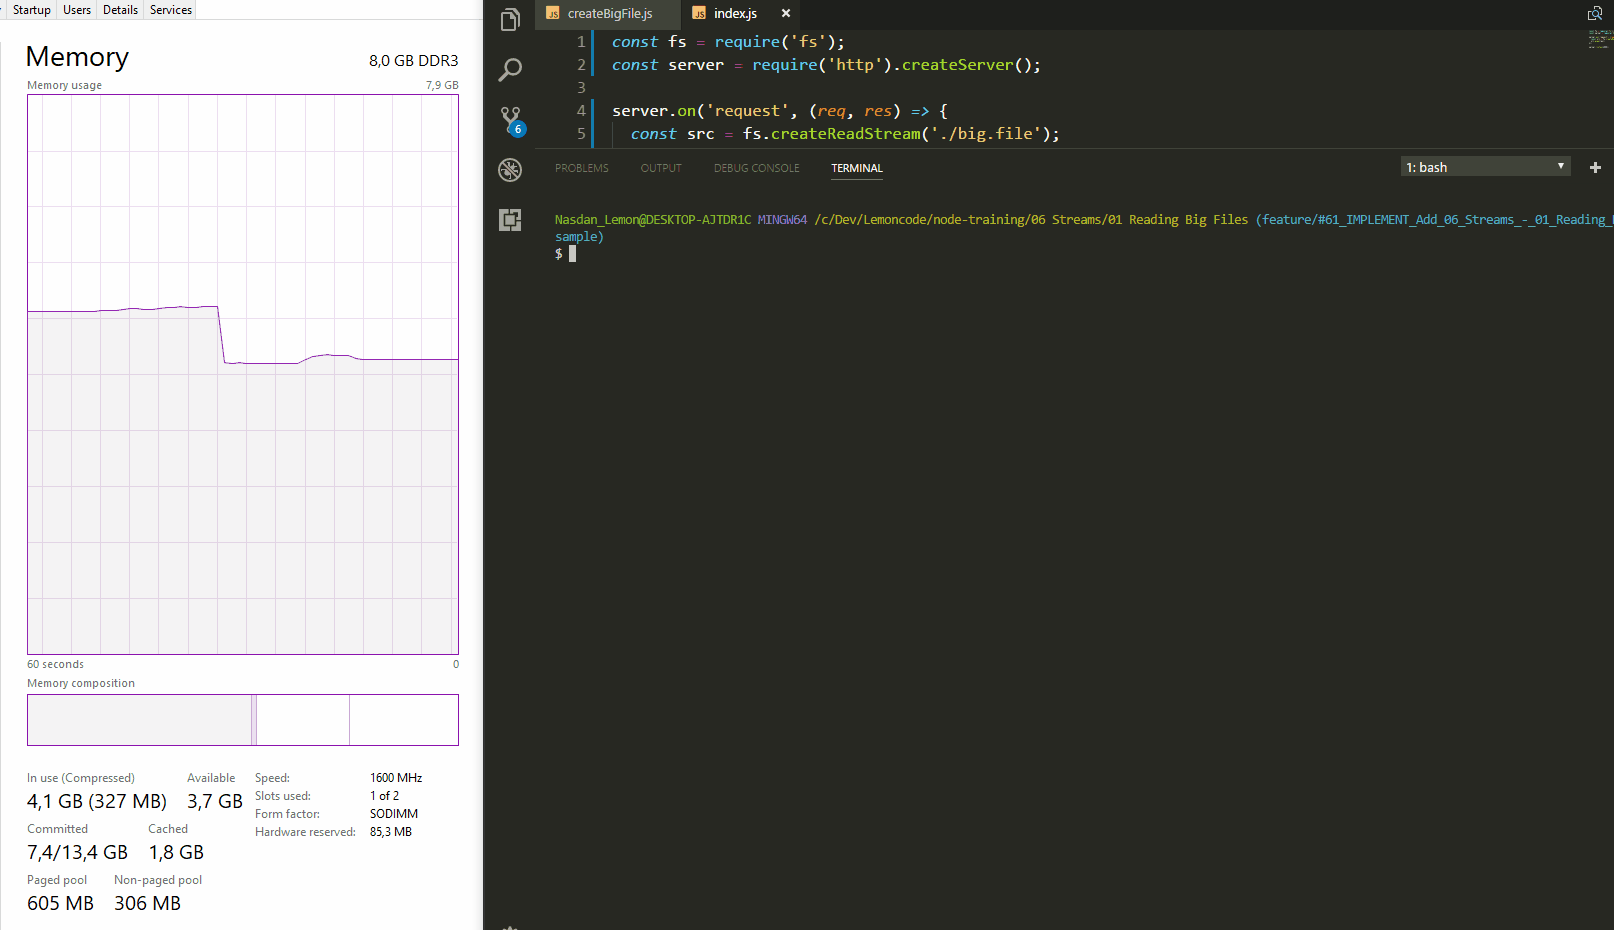 Startup Users Details Services
Memory 8,0 GB DDR3
Memory usage 7,9 GB
60 seconds 0
Memory composition
In use (Compressed) Available
4,1 GB (327 MB) 3,7 GB
Committed Cached
7,4/13,4 GB 1,8 GB
Paged pool Non-paged pool
605 MB 306 MB
Speed: 1600 MHz
Slots used: 1 of 2
Form factor: SODIMM
Hardware reserved: 85,3 MB
6
JS createBigFile.js JS index.js ×
1 const fs = require('fs');
2 const server = require('http').createServer();
3
4 server.on('request', (req, res) => {
5 const src = fs.createReadStream('./big.file');
PROBLEMS OUTPUT DEBUG CONSOLE TERMINAL 1: bash +
Nasdan_Lemon@DESKTOP-AJTDR1C MINGW64 /c/Dev/Lemoncode/node-training/06 Streams/01 Reading Big Files (feature/#61_IMPLEMENT_Add_06_Streams_-_01_Reading_
sample)
$